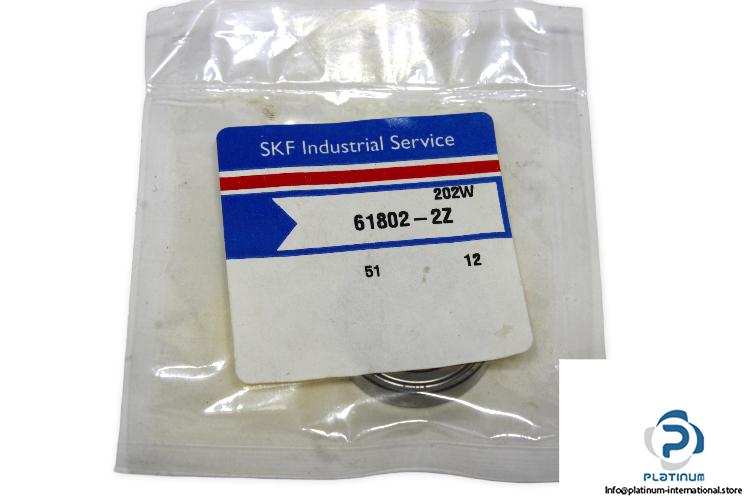 SKF Industrial Service
202W
61802-2Z
51 12
PLATINUM
Info@platinum-international.store